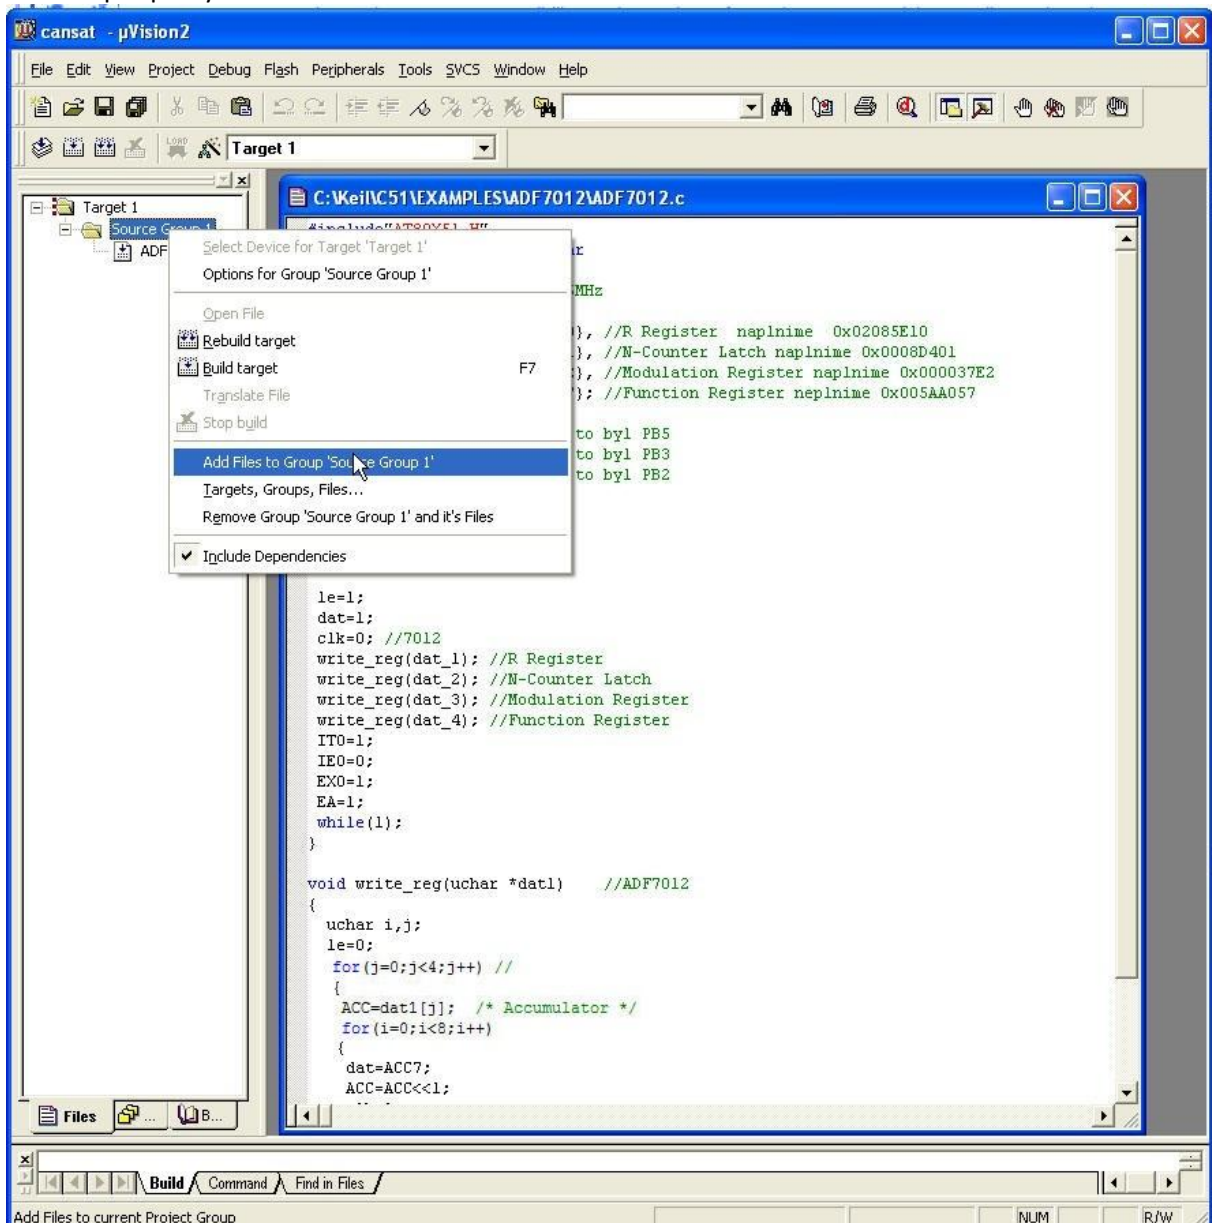 cansat - µVision2
File Edit View Project Debug Flash Peripherals Tools SVCS Window Help
LOAD Target 1
Target 1
Source Group 1
ADF
Select Device for Target 'Target 1'
Options for Group 'Source Group 1'
Open File
Rebuild target
Build target F7
Translate File
Stop build
Add Files to Group 'Source Group 1'
Targets, Groups, Files...
Remove Group 'Source Group 1' and it's Files
Include Dependencies
C:\Keil\C51\EXAMPLES\ADF7012\ADF7012.c
#include"AT89X51.H"
ar
MHz
}, //R Register naplnime 0x02085E10
}, //N-Counter Latch naplnime 0x0008D401
}, //Modulation Register naplnime 0x000037E2
}; //Function Register neplnime 0x005AA057
to byl PB5
to byl PB3
to byl PB2
le=1;
dat=1;
clk=0; //7012
write_reg(dat_1); //R Register
write_reg(dat_2); //N-Counter Latch
write_reg(dat_3); //Modulation Register
write_reg(dat_4); //Function Register
IT0=1;
IE0=0;
EX0=1;
EA=1;
while(1);
}
void write_reg(uchar *dat1) //ADF7012
{
uchar i,j;
le=0;
for(j=0;j<4;j++) //
{
ACC=dat1[j]; /* Accumulator */
for(i=0;i<8;i++)
{
dat=ACC7;
ACC=ACC<<1;
Files ... B...
Build Command Find in Files
Add Files to current Project Group NUM R/W